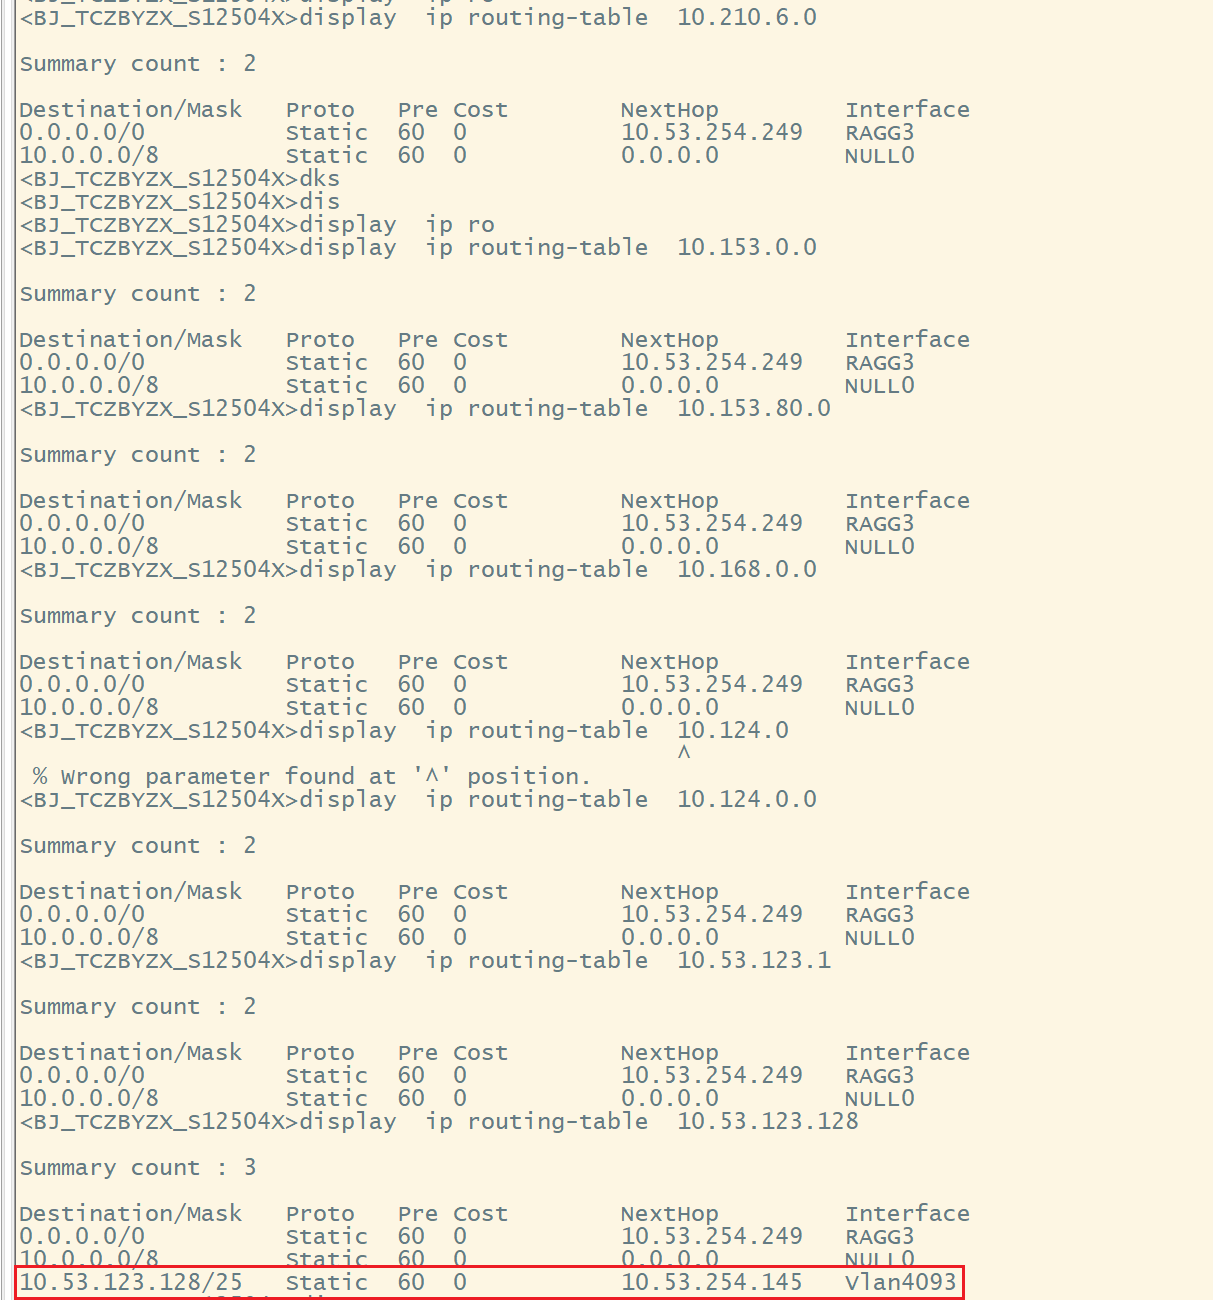 <BJ_TCZBYZX_S12504X>display  ip routing-table  10.210.6.0
Summary count : 2
Destination/Mask   Proto   Pre Cost        NextHop         Interface
0.0.0.0/0          Static  60  0           10.53.254.249   RAGG3
10.0.0.0/8         Static  60  0           0.0.0.0         NULL0
<BJ_TCZBYZX_S12504X>dks
<BJ_TCZBYZX_S12504X>dis
<BJ_TCZBYZX_S12504X>display  ip ro
<BJ_TCZBYZX_S12504X>display  ip routing-table  10.153.0.0
Summary count : 2
Destination/Mask   Proto   Pre Cost        NextHop         Interface
0.0.0.0/0          Static  60  0           10.53.254.249   RAGG3
10.0.0.0/8         Static  60  0           0.0.0.0         NULL0
<BJ_TCZBYZX_S12504X>display  ip routing-table  10.153.80.0
Summary count : 2
Destination/Mask   Proto   Pre Cost        NextHop         Interface
0.0.0.0/0          Static  60  0           10.53.254.249   RAGG3
10.0.0.0/8         Static  60  0           0.0.0.0         NULL0
<BJ_TCZBYZX_S12504X>display  ip routing-table  10.168.0.0
Summary count : 2
Destination/Mask   Proto   Pre Cost        NextHop         Interface
0.0.0.0/0          Static  60  0           10.53.254.249   RAGG3
10.0.0.0/8         Static  60  0           0.0.0.0         NULL0
<BJ_TCZBYZX_S12504X>display  ip routing-table  10.124.0
^
% Wrong parameter found at '^' position.
<BJ_TCZBYZX_S12504X>display  ip routing-table  10.124.0.0
Summary count : 2
Destination/Mask   Proto   Pre Cost        NextHop         Interface
0.0.0.0/0          Static  60  0           10.53.254.249   RAGG3
10.0.0.0/8         Static  60  0           0.0.0.0         NULL0
<BJ_TCZBYZX_S12504X>display  ip routing-table  10.53.123.1
Summary count : 2
Destination/Mask   Proto   Pre Cost        NextHop         Interface
0.0.0.0/0          Static  60  0           10.53.254.249   RAGG3
10.0.0.0/8         Static  60  0           0.0.0.0         NULL0
<BJ_TCZBYZX_S12504X>display  ip routing-table  10.53.123.128
Summary count : 3
Destination/Mask   Proto   Pre Cost        NextHop         Interface
0.0.0.0/0          Static  60  0           10.53.254.249   RAGG3
10.0.0.0/8         Static  60  0           0.0.0.0         NULL0
10.53.123.128/25   Static  60  0           10.53.254.145   Vlan4093